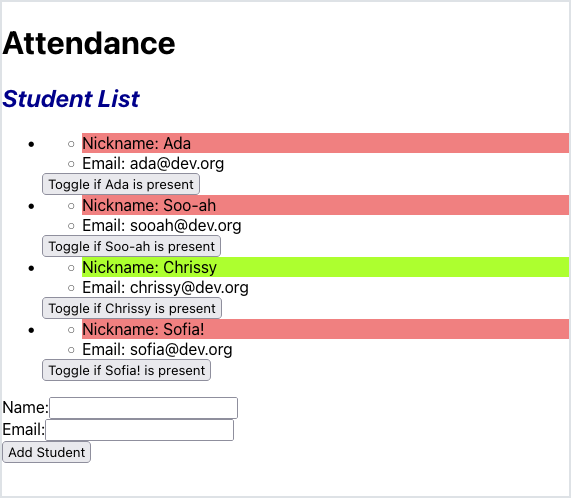 Attendance
Student List
Nickname: Ada
Email: ada@dev.org
Toggle if Ada is present
Nickname: Soo-ah
Email: sooah@dev.org
Toggle if Soo-ah is present
Nickname: Chrissy
Email: chrissy@dev.org
Toggle if Chrissy is present
Nickname: Sofia!
Email: sofia@dev.org
Toggle if Sofia! is present
Name:
Email:
Add Student